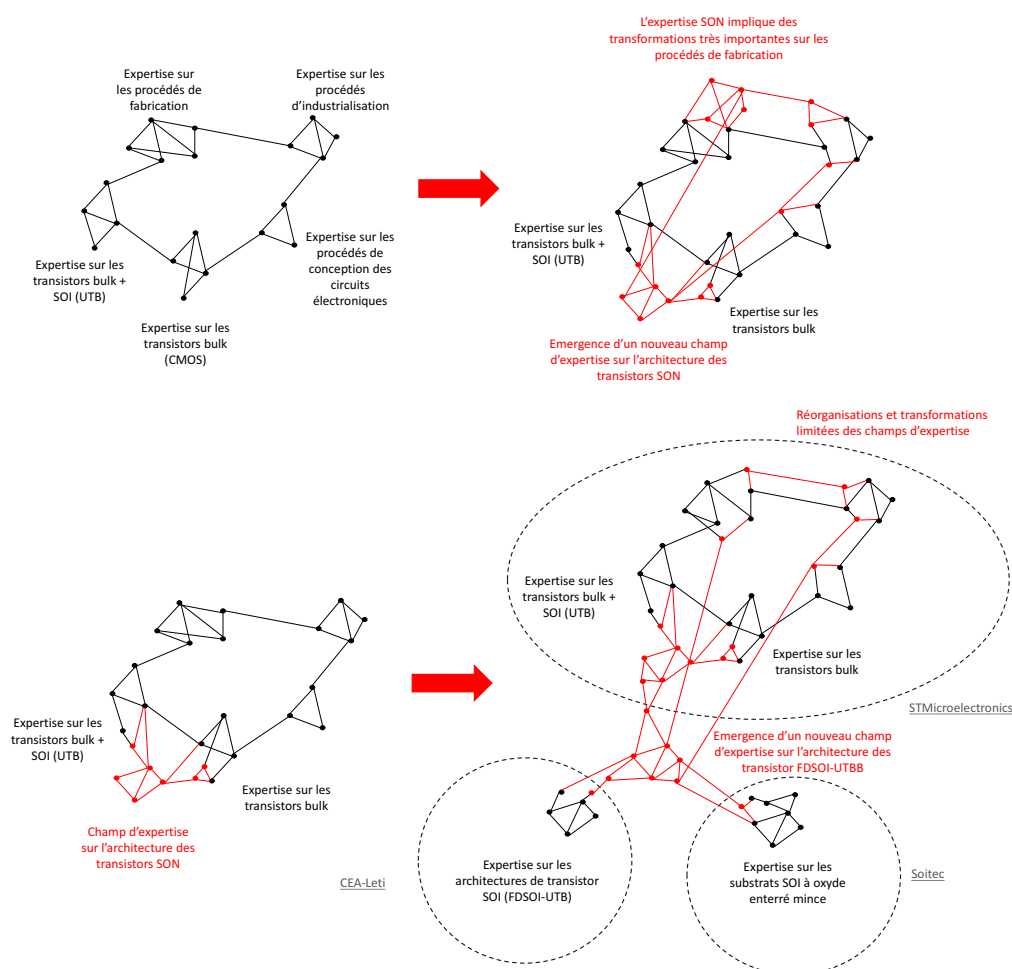 L'expertise SON implique des
transformations très importantes sur les
procédés de fabrication
Expertise sur
les procédés de
fabrication
Expertise sur les
procédés
d'industrialisation
Expertise sur les
transistors bulk +
SOI (UTB)
Expertise sur les
procédés de
conception des
circuits
électroniques
Expertise sur les
transistors bulk
(CMOS)
Expertise sur les
transistors bulk +
SOI (UTB)
Expertise sur les
transistors bulk
Emergence d'un nouveau champ
d'expertise sur l'architecture des
transistors SON
Réorganisations et transformations
limitées des champs d'expertise
Expertise sur les
transistors bulk +
SOI (UTB)
Expertise sur les
transistors bulk
STMicroelectronics
Expertise sur les
transistors bulk +
SOI (UTB)
Expertise sur les
transistors bulk
Champ d'expertise
sur l'architecture des
transistors SON
Emergence d'un nouveau champ
d'expertise sur l'architecture des
transistor FDSOI-UTBB
CEA-Leti
Expertise sur les
architectures de transistor
SOI (FDSOI-UTB)
Expertise sur les
substrats SOI à oxyde
enterré mince
Soitec